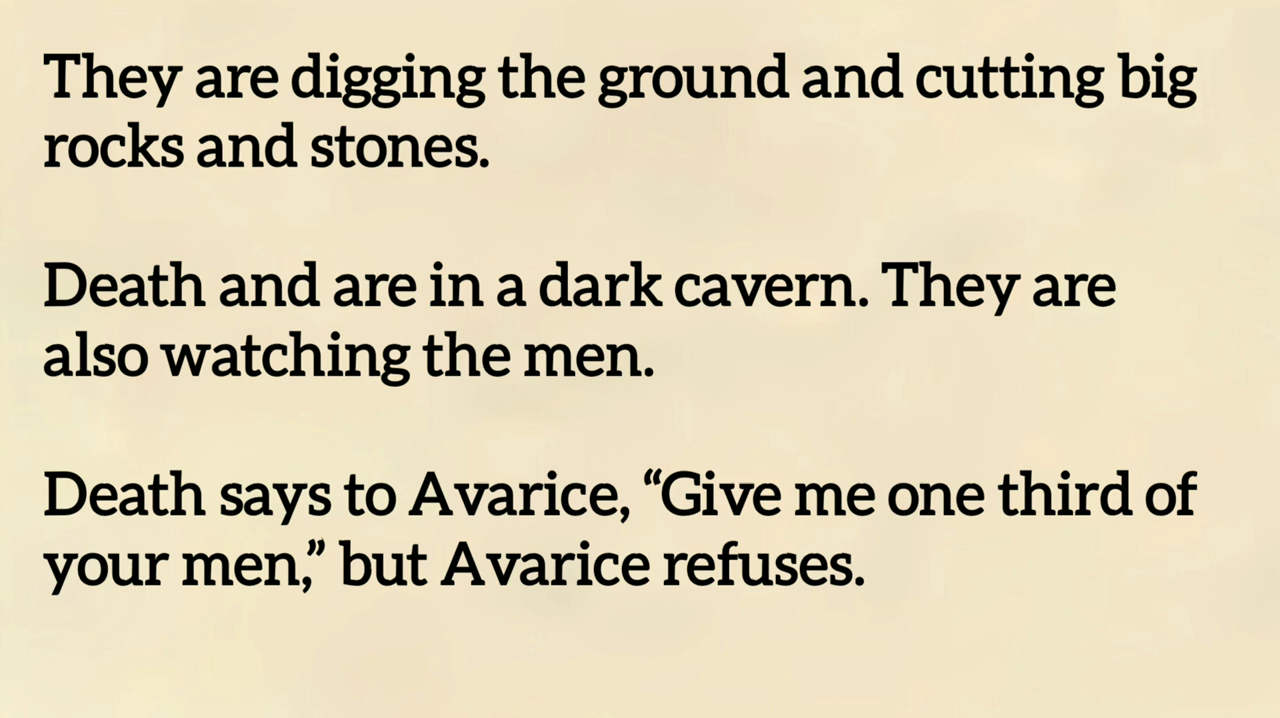 They are digging the ground and cutting big
rocks and stones.
Death and are in a dark cavern. They are
also watching the men.
Death says to Avarice, “Give me one third of
your men,” but Avarice refuses.